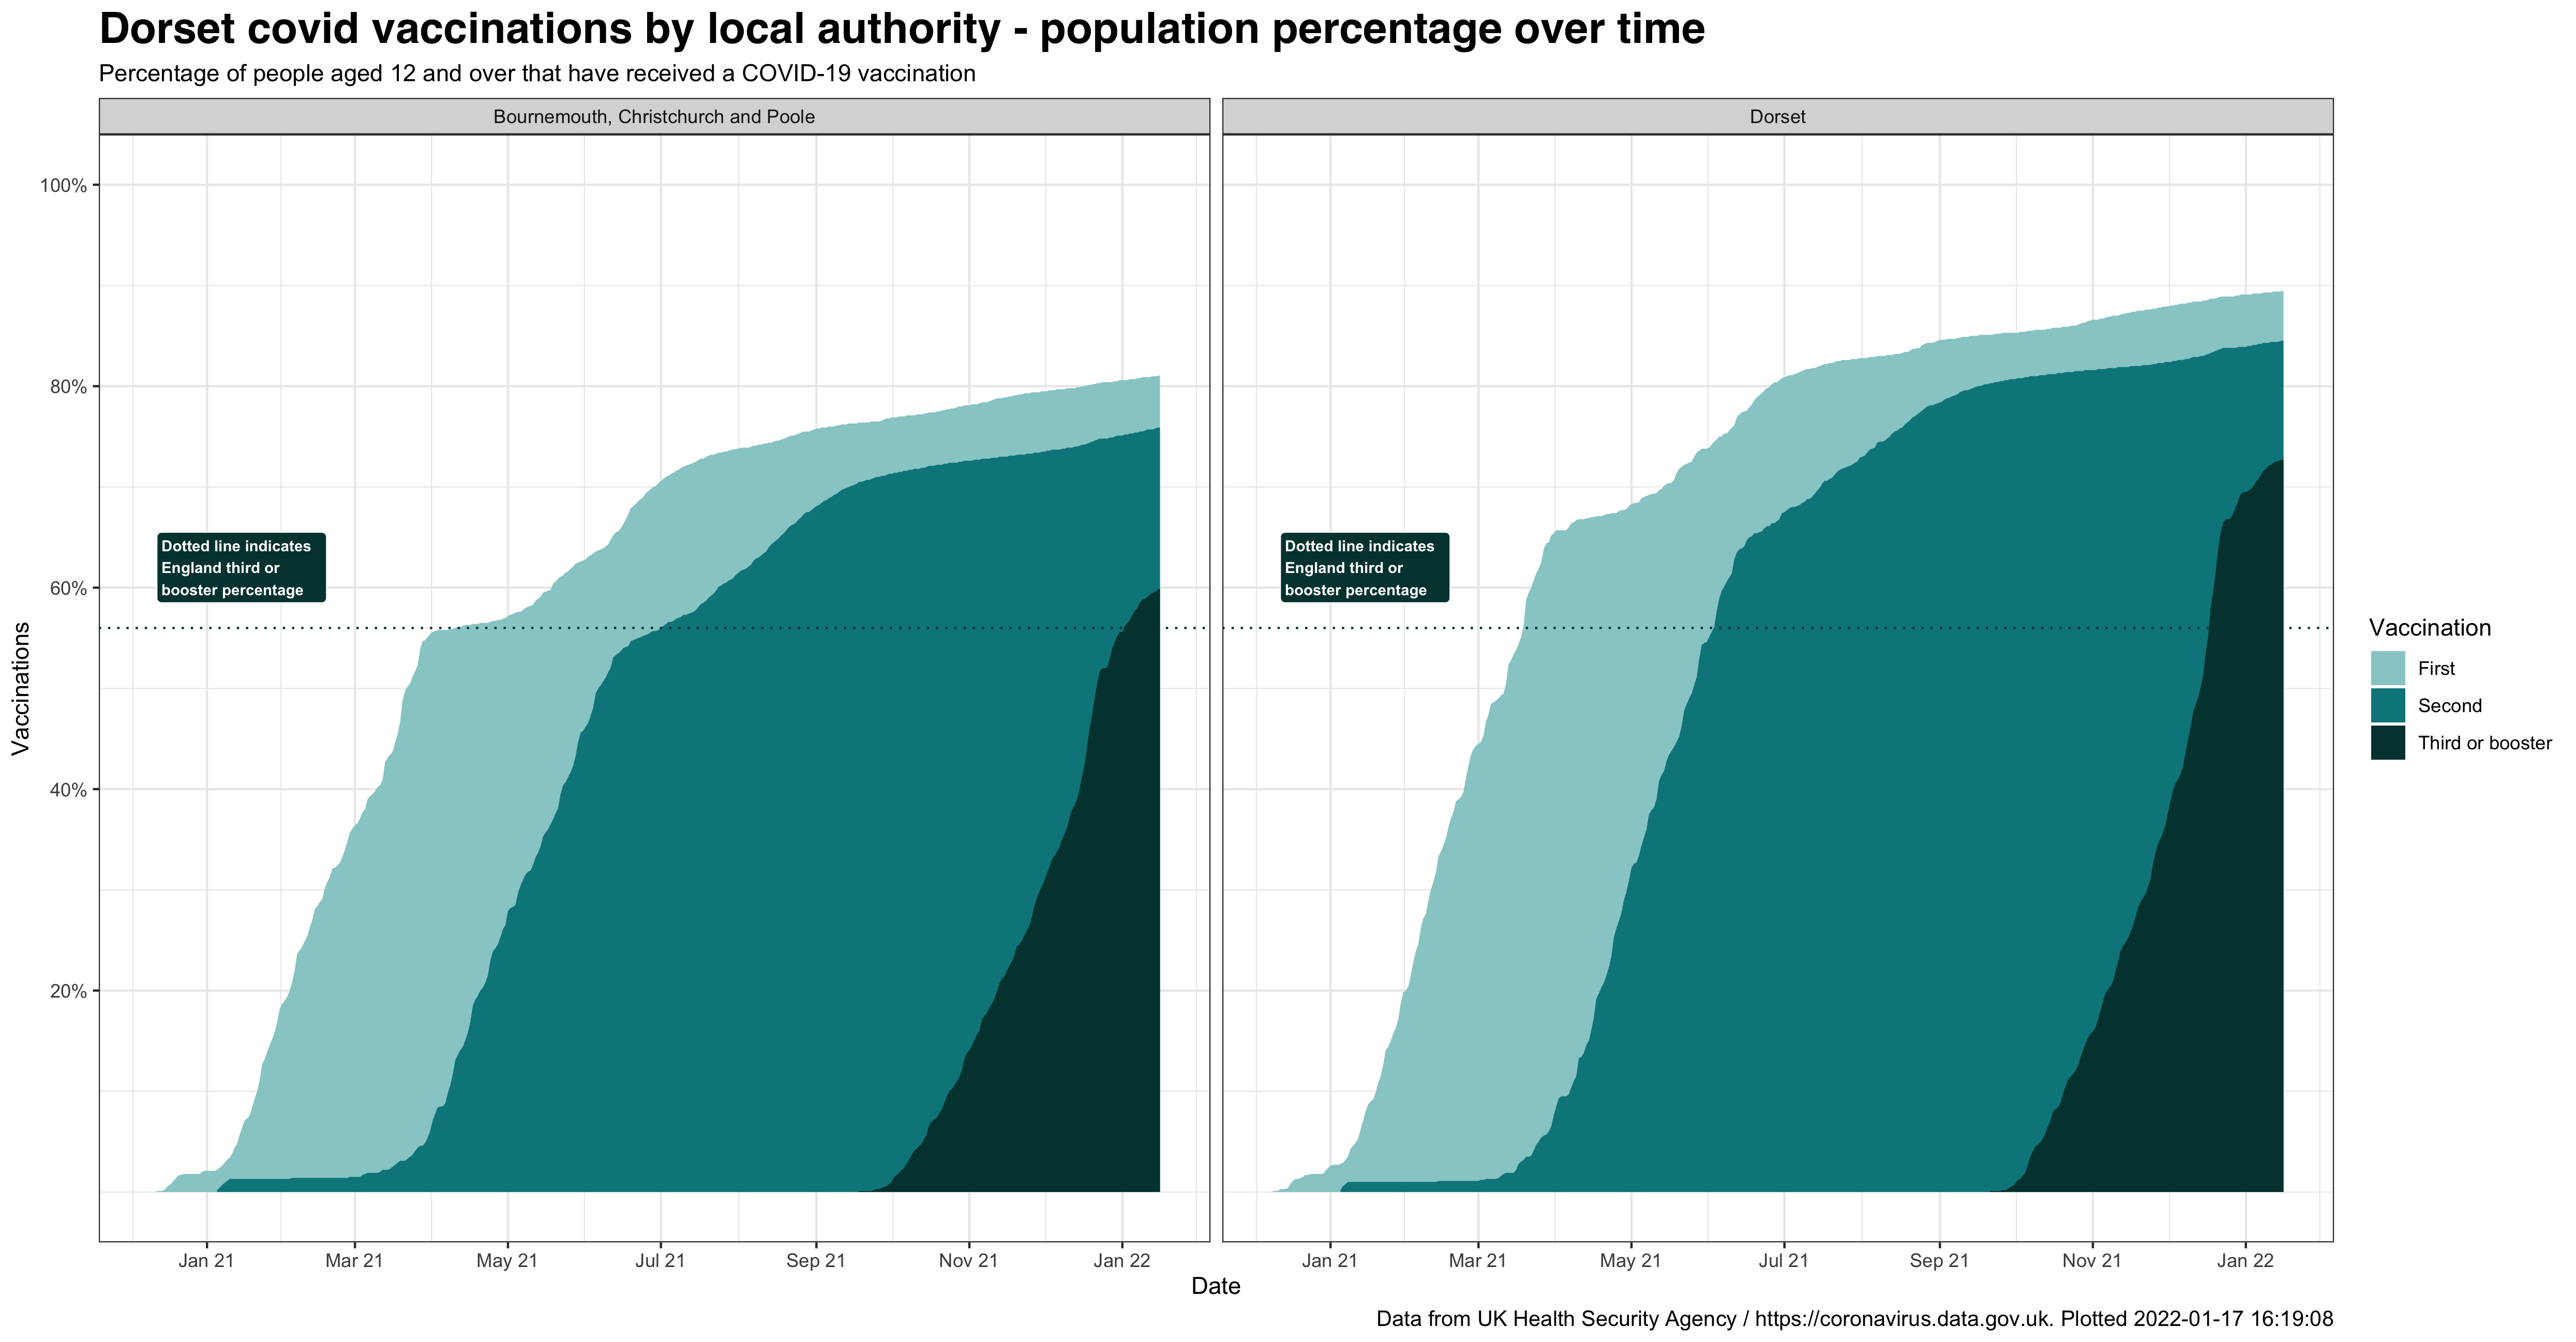 Dorset covid vaccinations by local authority - population percentage over time
Percentage of people aged 12 and over that have received a COVID-19 vaccination
Bournemouth, Christchurch and Poole
Dorset
100%
80%
60%
40%
20%
Vaccinations
Dotted line indicates
England third or
booster percentage
Dotted line indicates
England third or
booster percentage
Jan 21
Mar 21
May 21
Jul 21
Sep 21
Nov 21
Jan 22
Jan 21
Mar 21
May 21
Jul 21
Sep 21
Nov 21
Jan 22
Date
Vaccination
First
Second
Third or booster
Data from UK Health Security Agency / https://coronavirus.data.gov.uk. Plotted 2022-01-17 16:19:08